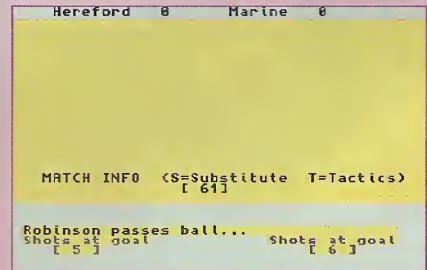 Hereford 0 Marine 0
MATCH INFO (S=Substitute T=Tactics)
[ 61]
Robinson passes ball...
Shots at goal Shots at goal
[ 5 ] [ 6 ]